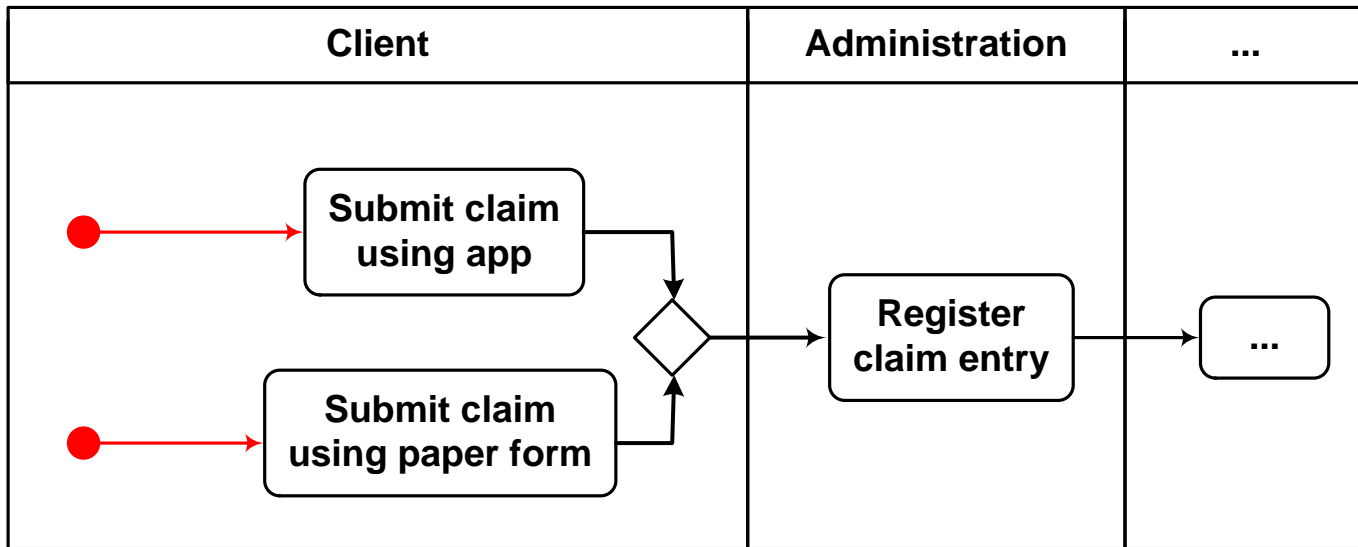 Client
Administration
...
Submit claim
using app
Submit claim
using paper form
Register
claim entry
...